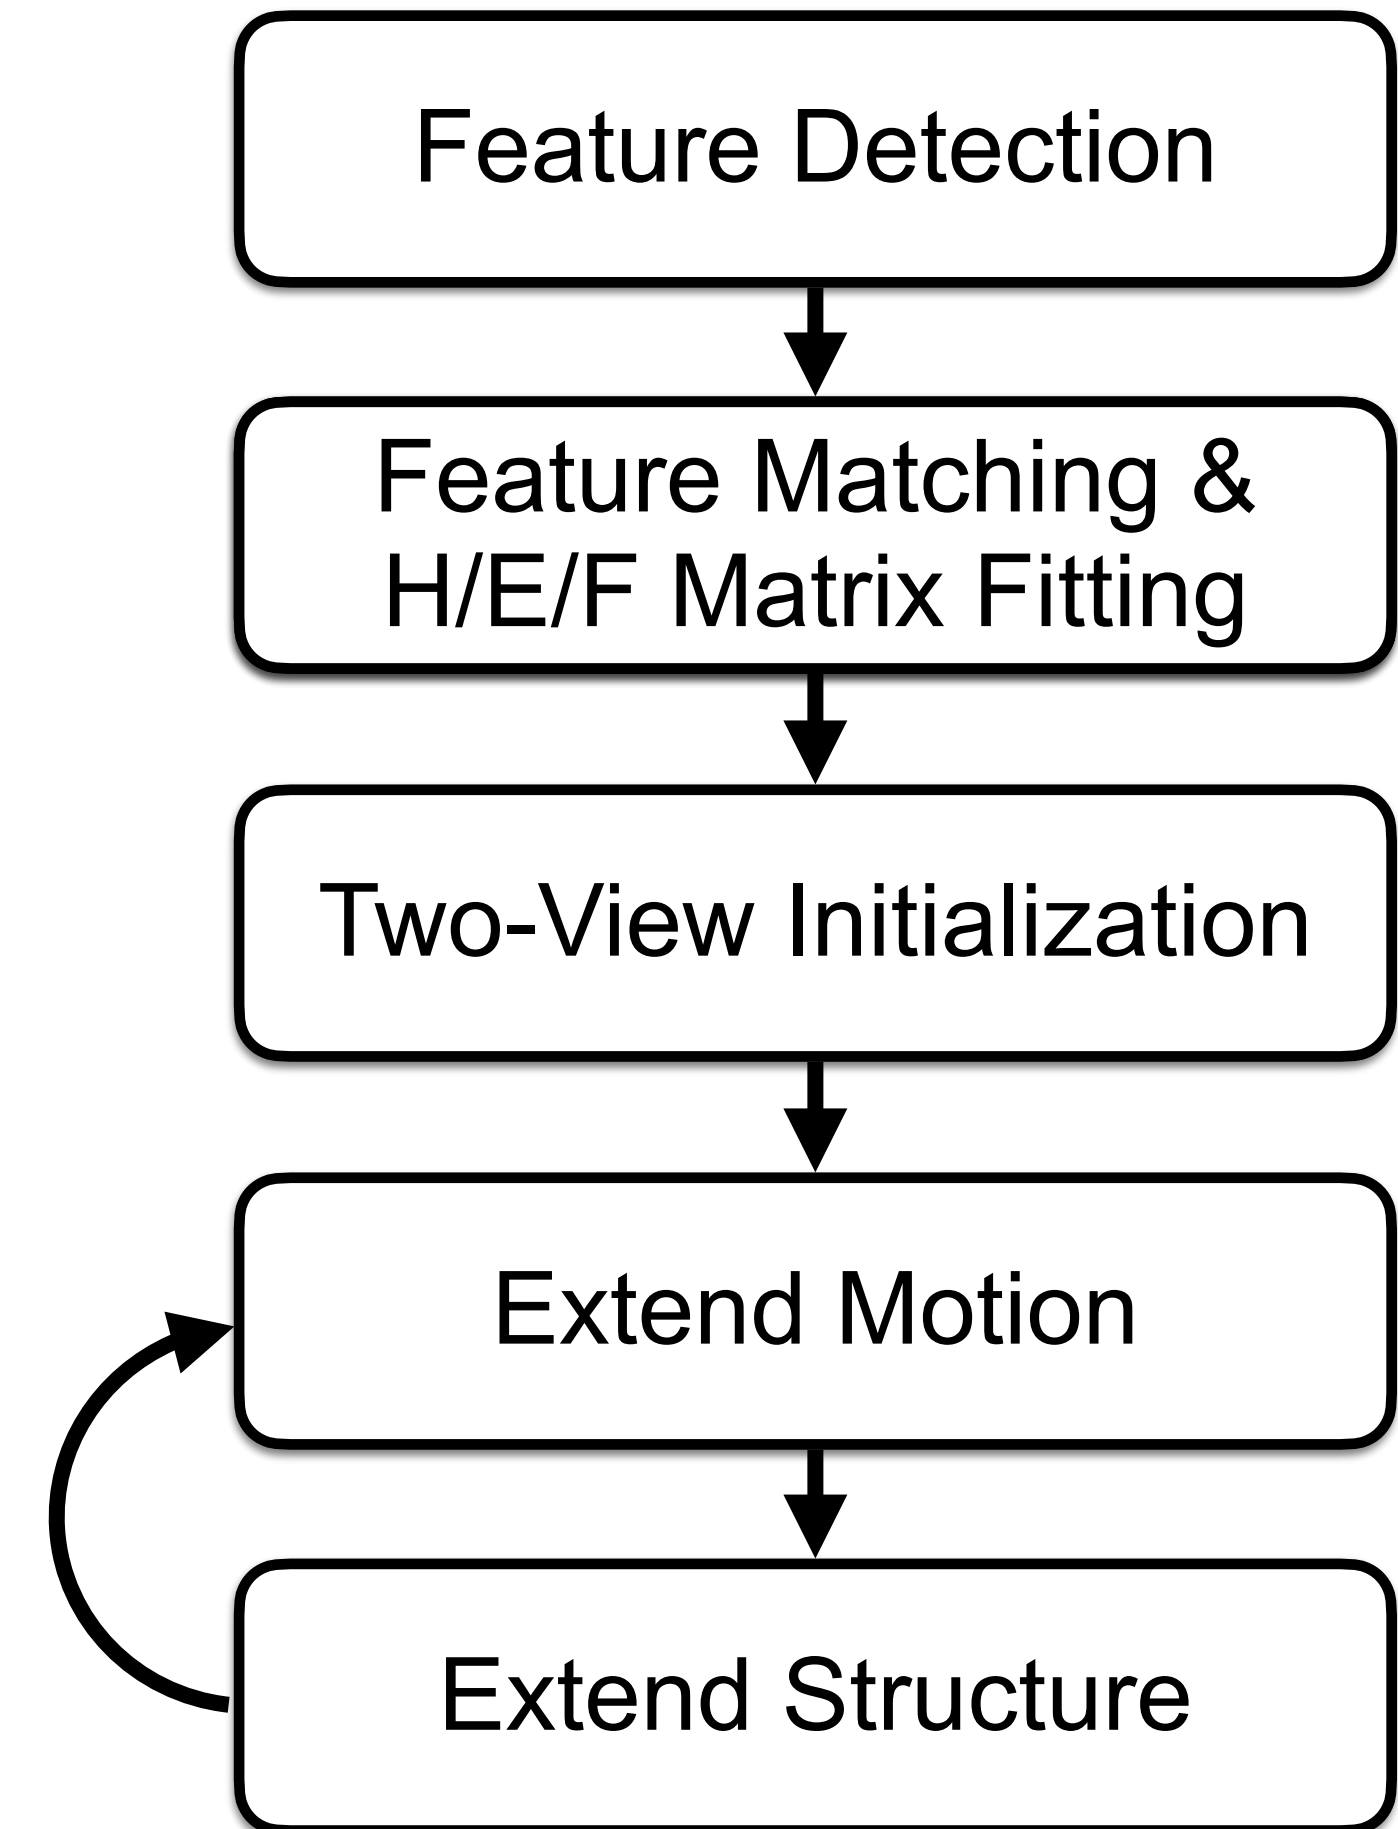 Feature Detection
Feature Matching &
H/E/F Matrix Fitting
Two-View Initialization
Extend Motion
Extend Structure